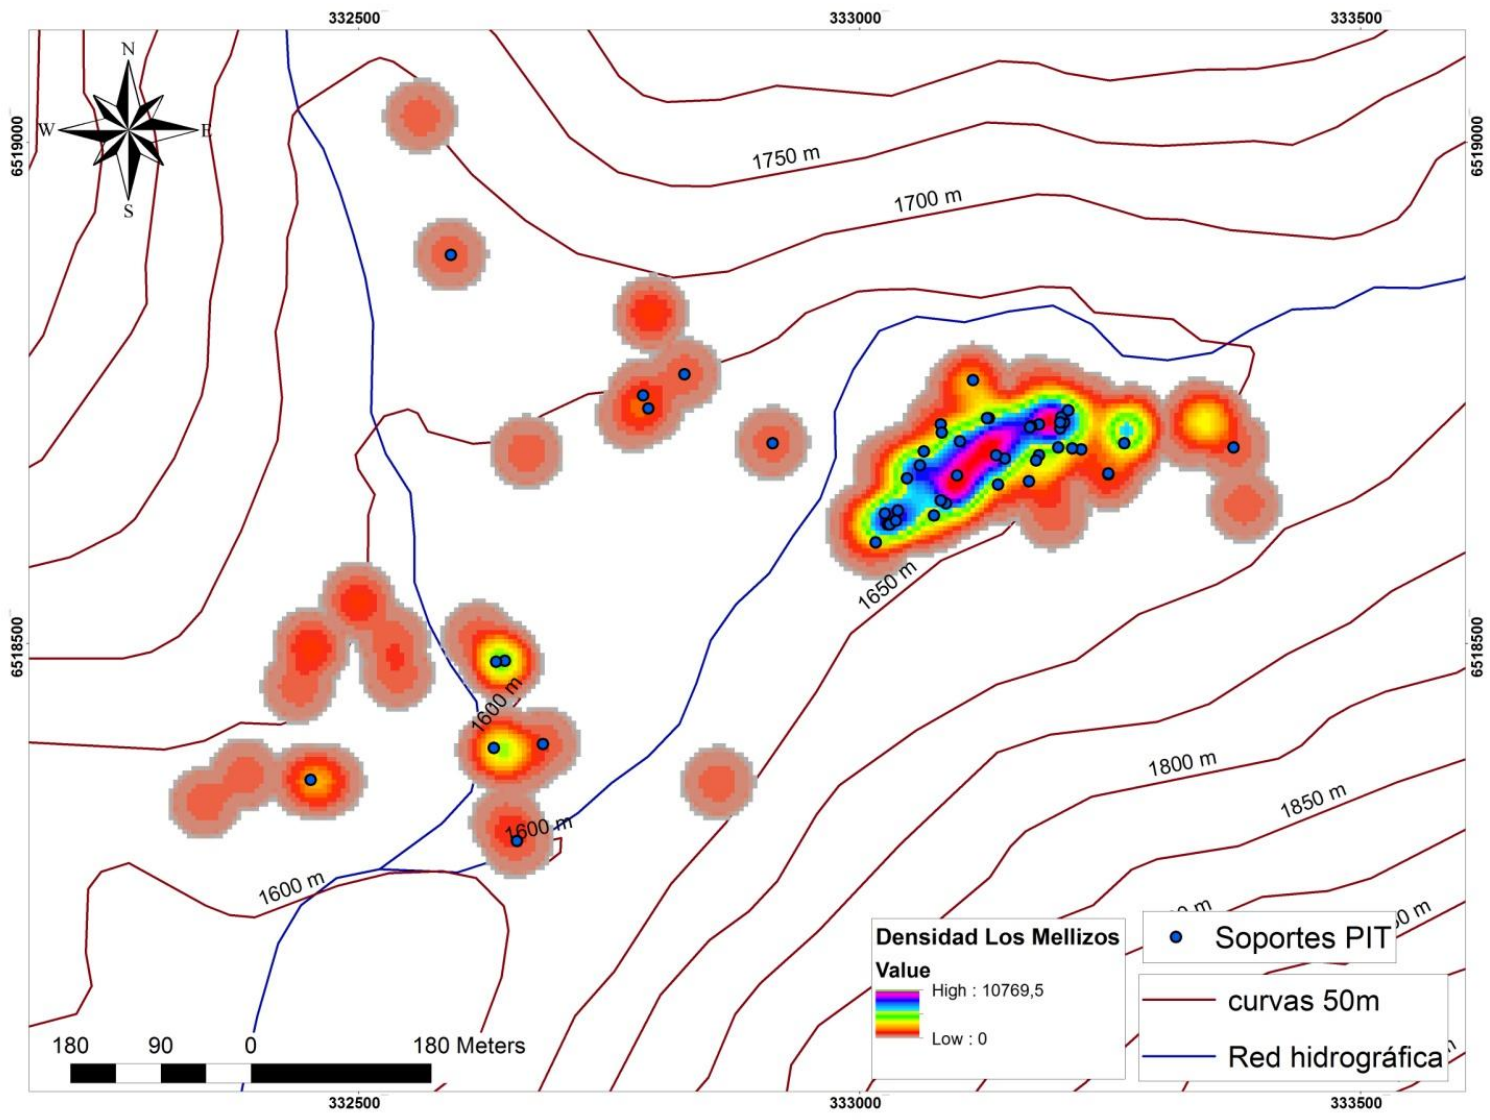 332500
333000
333500
N
W
E
S
6519000
6519000
1750 m
1700 m
1650 m
6518500
6518500
1600 m
1800 m
1850 m
1600 m
1600 m
Densidad Los Mellizos
Value
High : 10769,5
Low : 0
Soportes PIT
curvas 50m
Red hidrográfica
180
90
0
180 Meters
332500
333000
333500